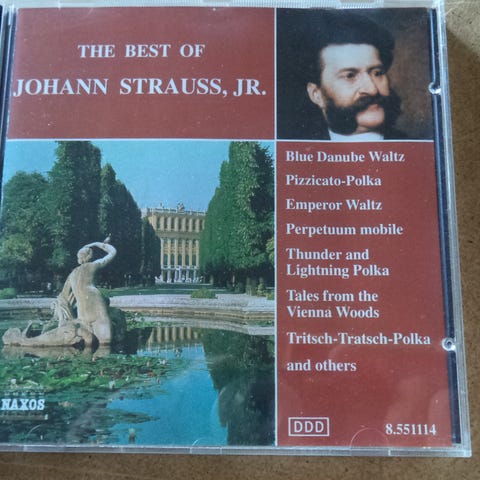 THE BEST OF
JOHANN STRAUSS, JR.
Blue Danube Waltz
Pizzicato-Polka
Emperor Waltz
Perpetuum mobile
Thunder and
Lightning Polka
Tales from the
Vienna Woods
Tritsch-Tratsch-Polka
and others
NAXOS
DDD
8.551114